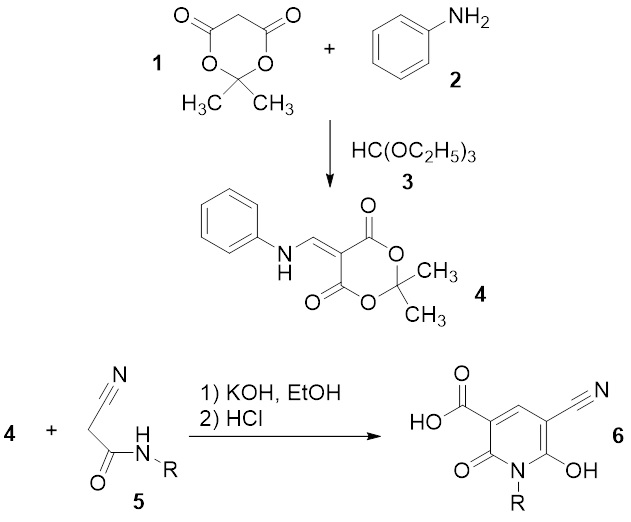 O O
NH2
1 O O +
2
H3C CH3
HC(OC2H5)3
3
O
N O
H CH3
O O CH3
4
N
1) KOH, EtOH
2) HCl
O N
4 + H HO 6
N R O N OH
O
5 R